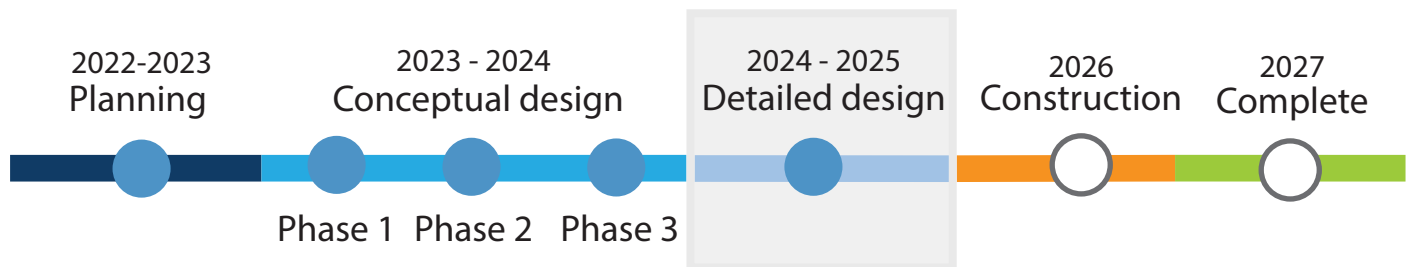 2022-2023
Planning
2023 - 2024
Conceptual design
Phase 1
Phase 2
Phase 3
2024 - 2025
Detailed design
2026
Construction
2027
Complete